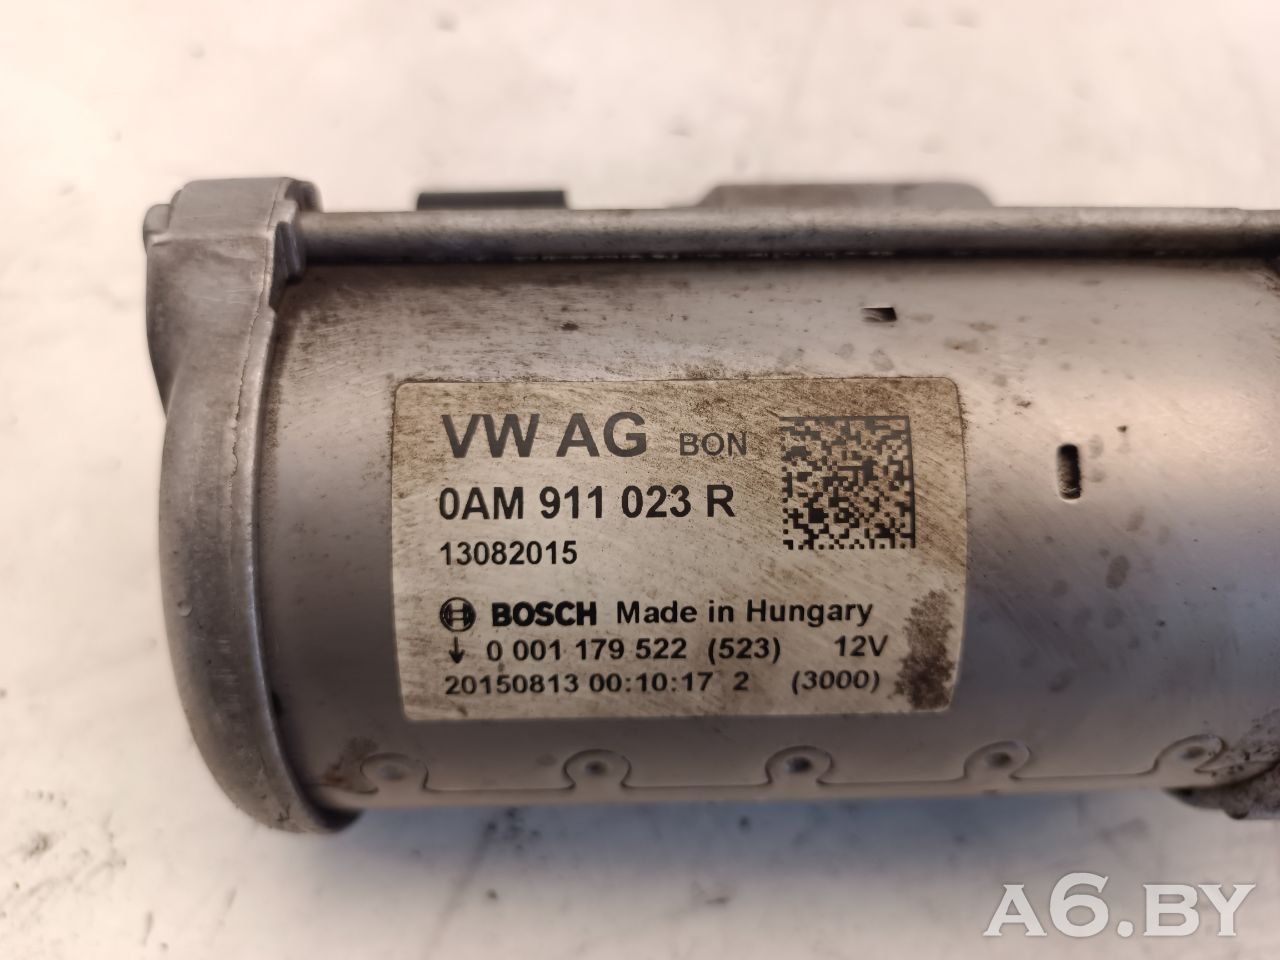 VW AG BON
0AM 911 023 R
13082015
BOSCH Made in Hungary
↓ 0 001 179 522 (523) 12V
20150813 00:10:17 2 (3000)
A6.BY